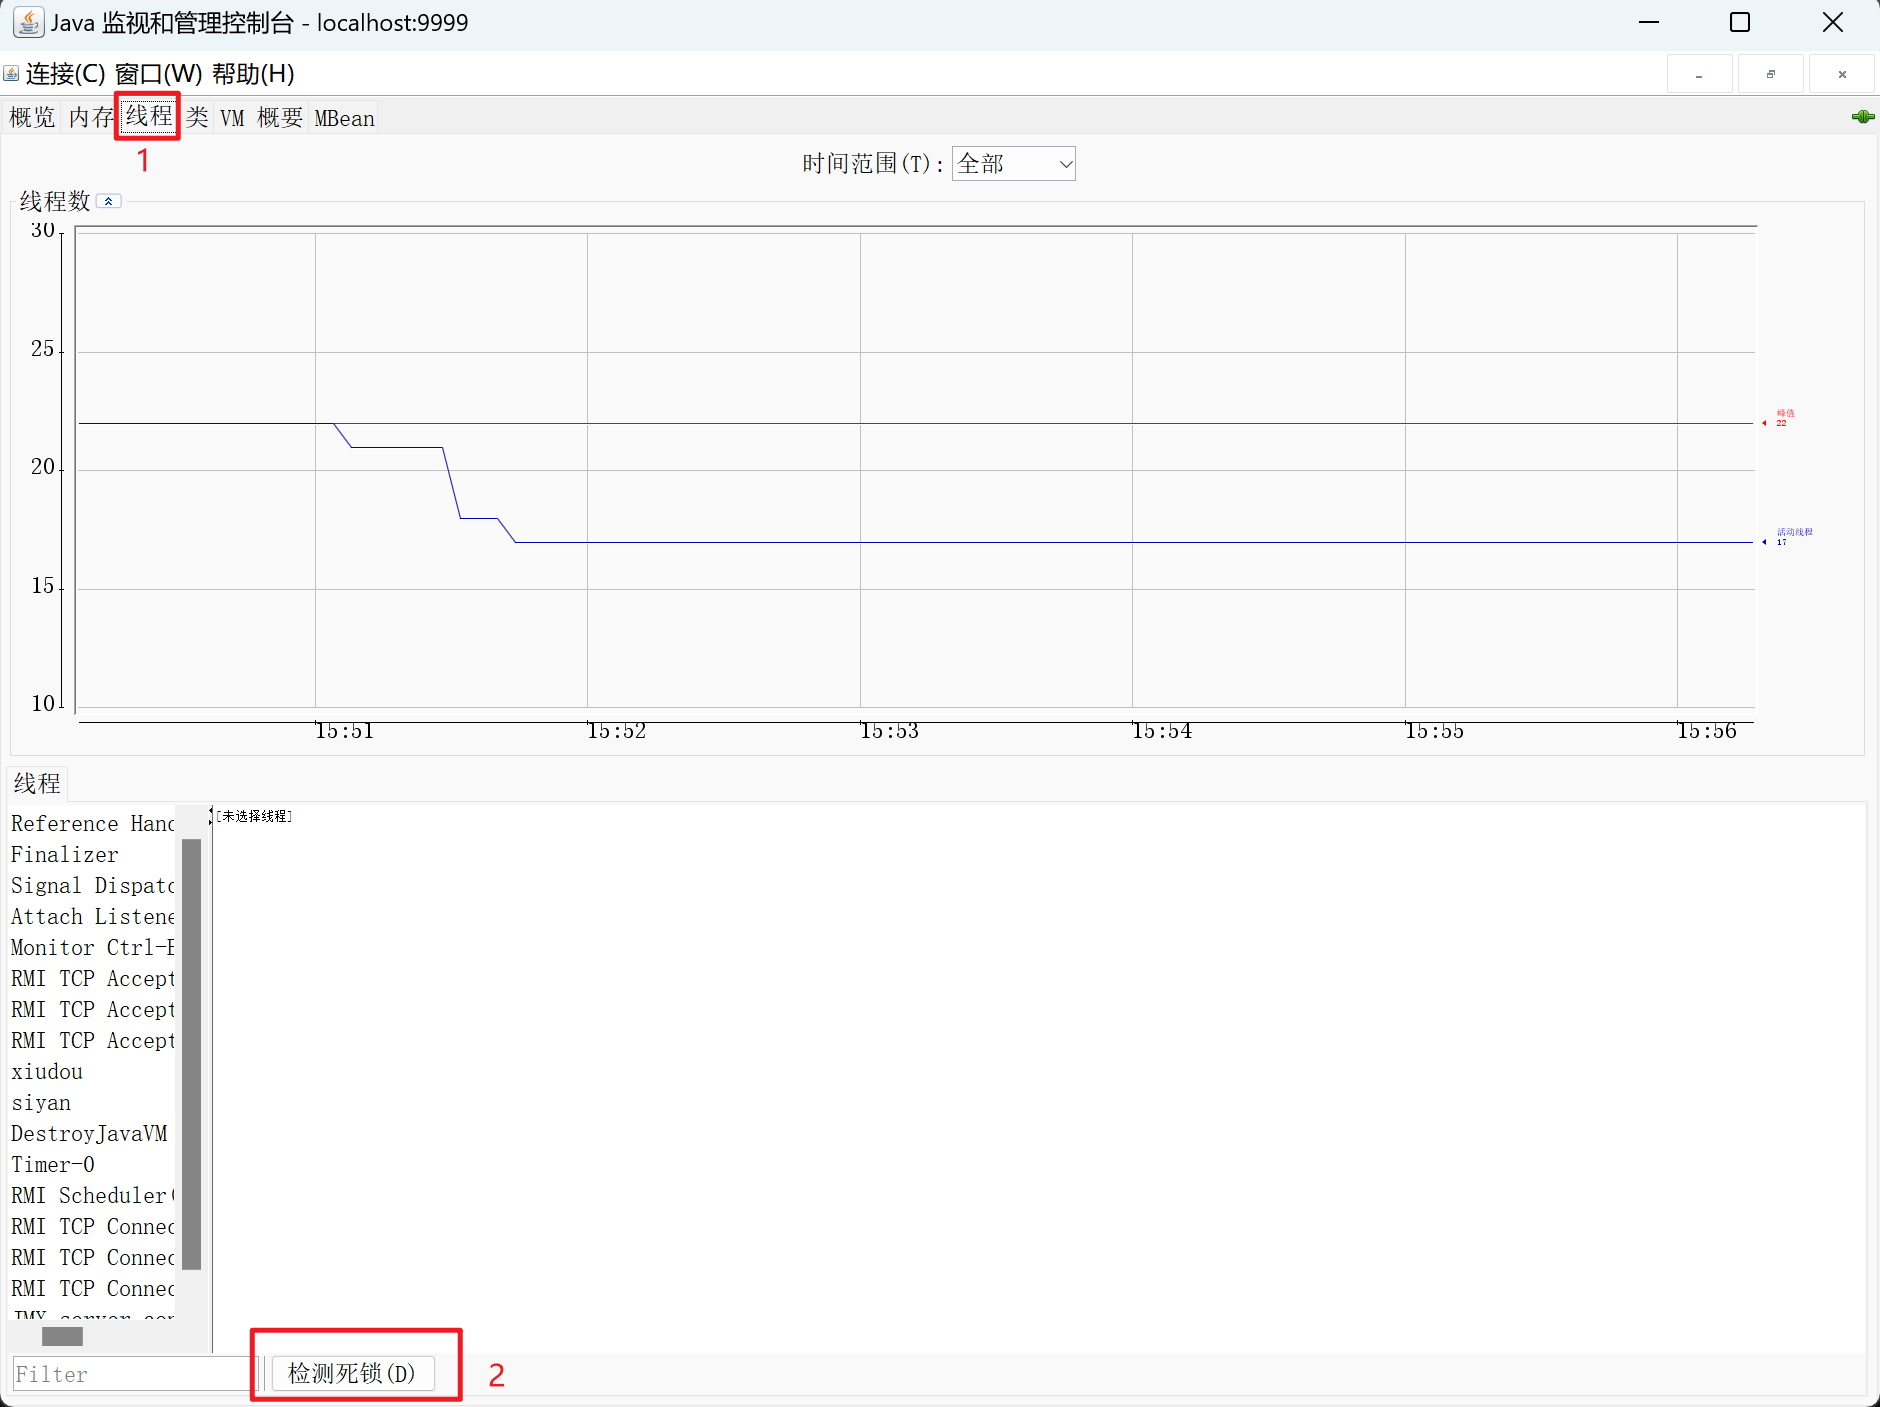 Java 监视和管理控制台 - localhost:9999
连接(C) 窗口(W) 帮助(H)
概览 内存 线程 类 VM 概要 MBean
1
时间范围(T): 全部
线程数
30
25
20
15
10
峰值
22
活动线程
17
15:51 15:52 15:53 15:54 15:55 15:56
线程
[未选择线程]
Reference Hand
Finalizer
Signal Dispatc
Attach Listene
Monitor Ctrl-B
RMI TCP Accept
RMI TCP Accept
RMI TCP Accept
xiudou
siyan
DestroyJavaVM
Timer-0
RMI Scheduler(
RMI TCP Connec
RMI TCP Connec
RMI TCP Connec
JMX server con
Filter
检测死锁(D)
2